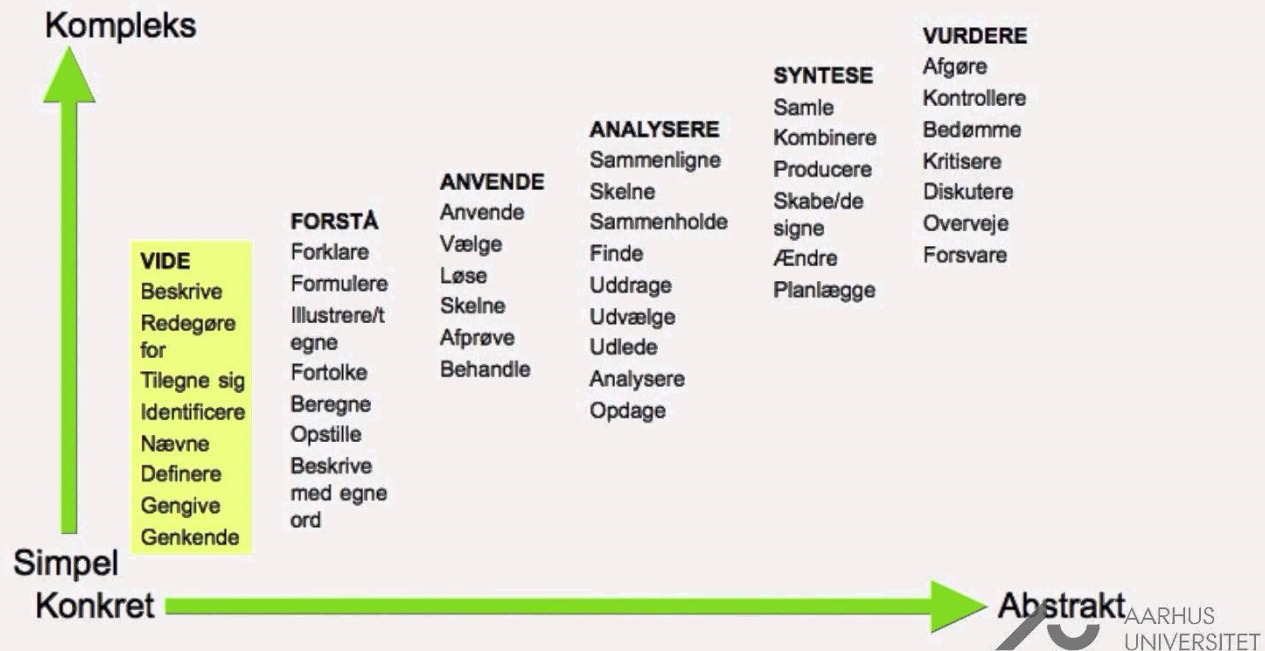 Kompleks
VIDE
Beskrive
Redegøre
for
Tilegne sig
Identificere
Nævne
Definere
Gengive
Genkende
FORSTÅ
Forklare
Formulere
Illustrere/t
egne
Fortolke
Beregne
Opstille
Beskrive
med egne
ord
ANVENDE
Anvende
Vælge
Løse
Skelne
Afprøve
Behandle
ANALYSERE
Sammenligne
Skelne
Sammenholde
Finde
Uddrage
Udvælge
Udlede
Analysere
Opdage
SYNTESE
Samle
Kombinere
Producere
Skabe/de
signe
Ændre
Planlægge
VURDERE
Afgøre
Kontrollere
Bedømme
Kritisere
Diskutere
Overveje
Forsvare
Simpel
Konkret
Abstrakt
AARHUS
UNIVERSITET